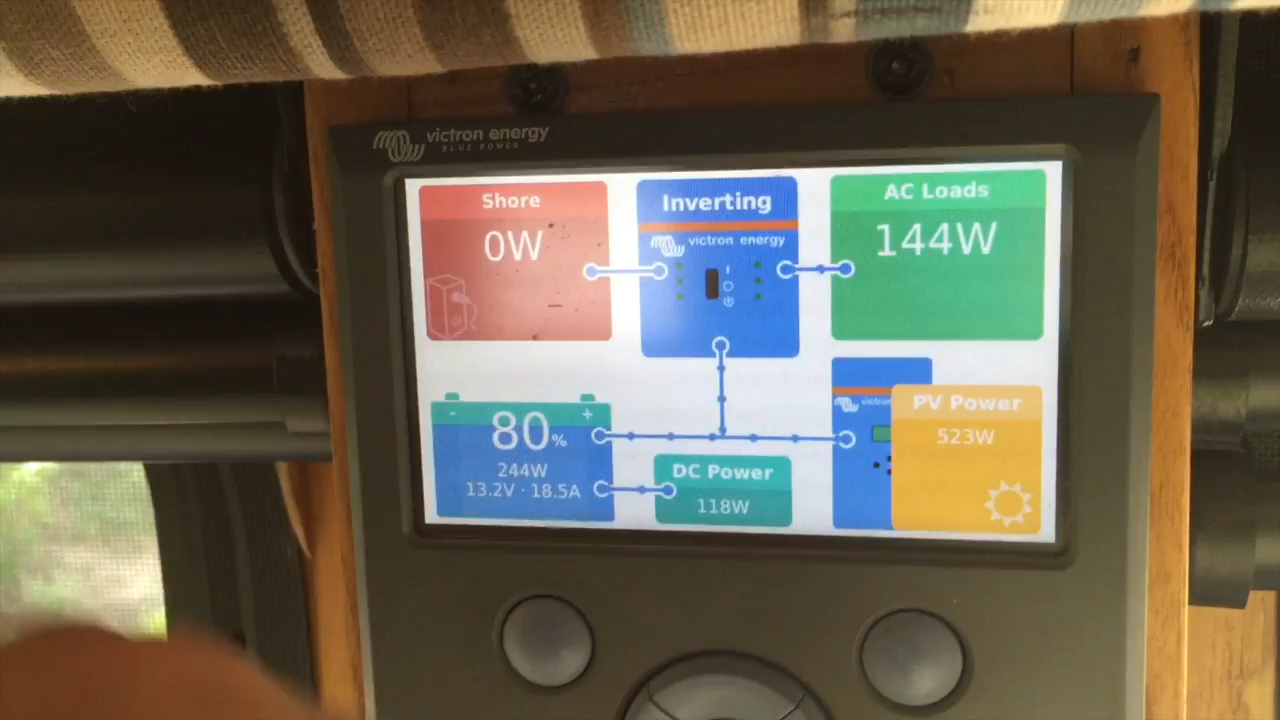 victron energy
BLUE POWER
Shore
0W
Inverting
victron energy
AC Loads
144W
80%
244W
13.2V · 18.5A
DC Power
118W
PV Power
523W